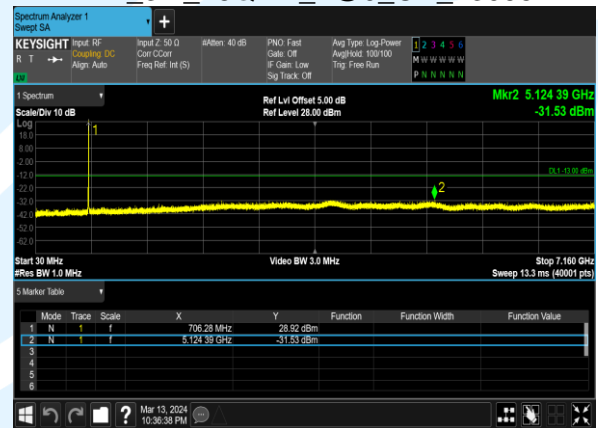 Spectrum Analyzer 1
Swept SA
+
KEYSIGHT Input: RF Input Z: 50 Ω #Atten: 40 dB PNO: Fast Avg Type: Log-Power 1 2 3 4 5 6
R T Coupling: DC Corr CCorr Gate: Off Avg|Hold: 100/100 M W W W W W
Align: Auto Freq Ref: Int (S) IF Gain: Low Trig: Free Run
Sig Track: Off P N N N N N
1 Spectrum Ref Lvl Offset 5.00 dB Mkr2 5.124 39 GHz
Scale/Div 10 dB Ref Level 28.00 dBm -31.53 dBm
Log
1
18.0
8.00
-2.00
DL1 -13.00 dBm
-12.0
2
-22.0
-32.0
-42.0
-52.0
-62.0
Start 30 MHz Video BW 3.0 MHz Stop 7.160 GHz
#Res BW 1.0 MHz Sweep 13.3 ms (40001 pts)
5 Marker Table
Mode Trace Scale X Y Function Function Width Function Value
1 N 1 f 706.28 MHz 28.92 dBm
2 N 1 f 5.124 39 GHz -31.53 dBm
3
4
5
6
? Mar 13, 2024
10:36:38 PM